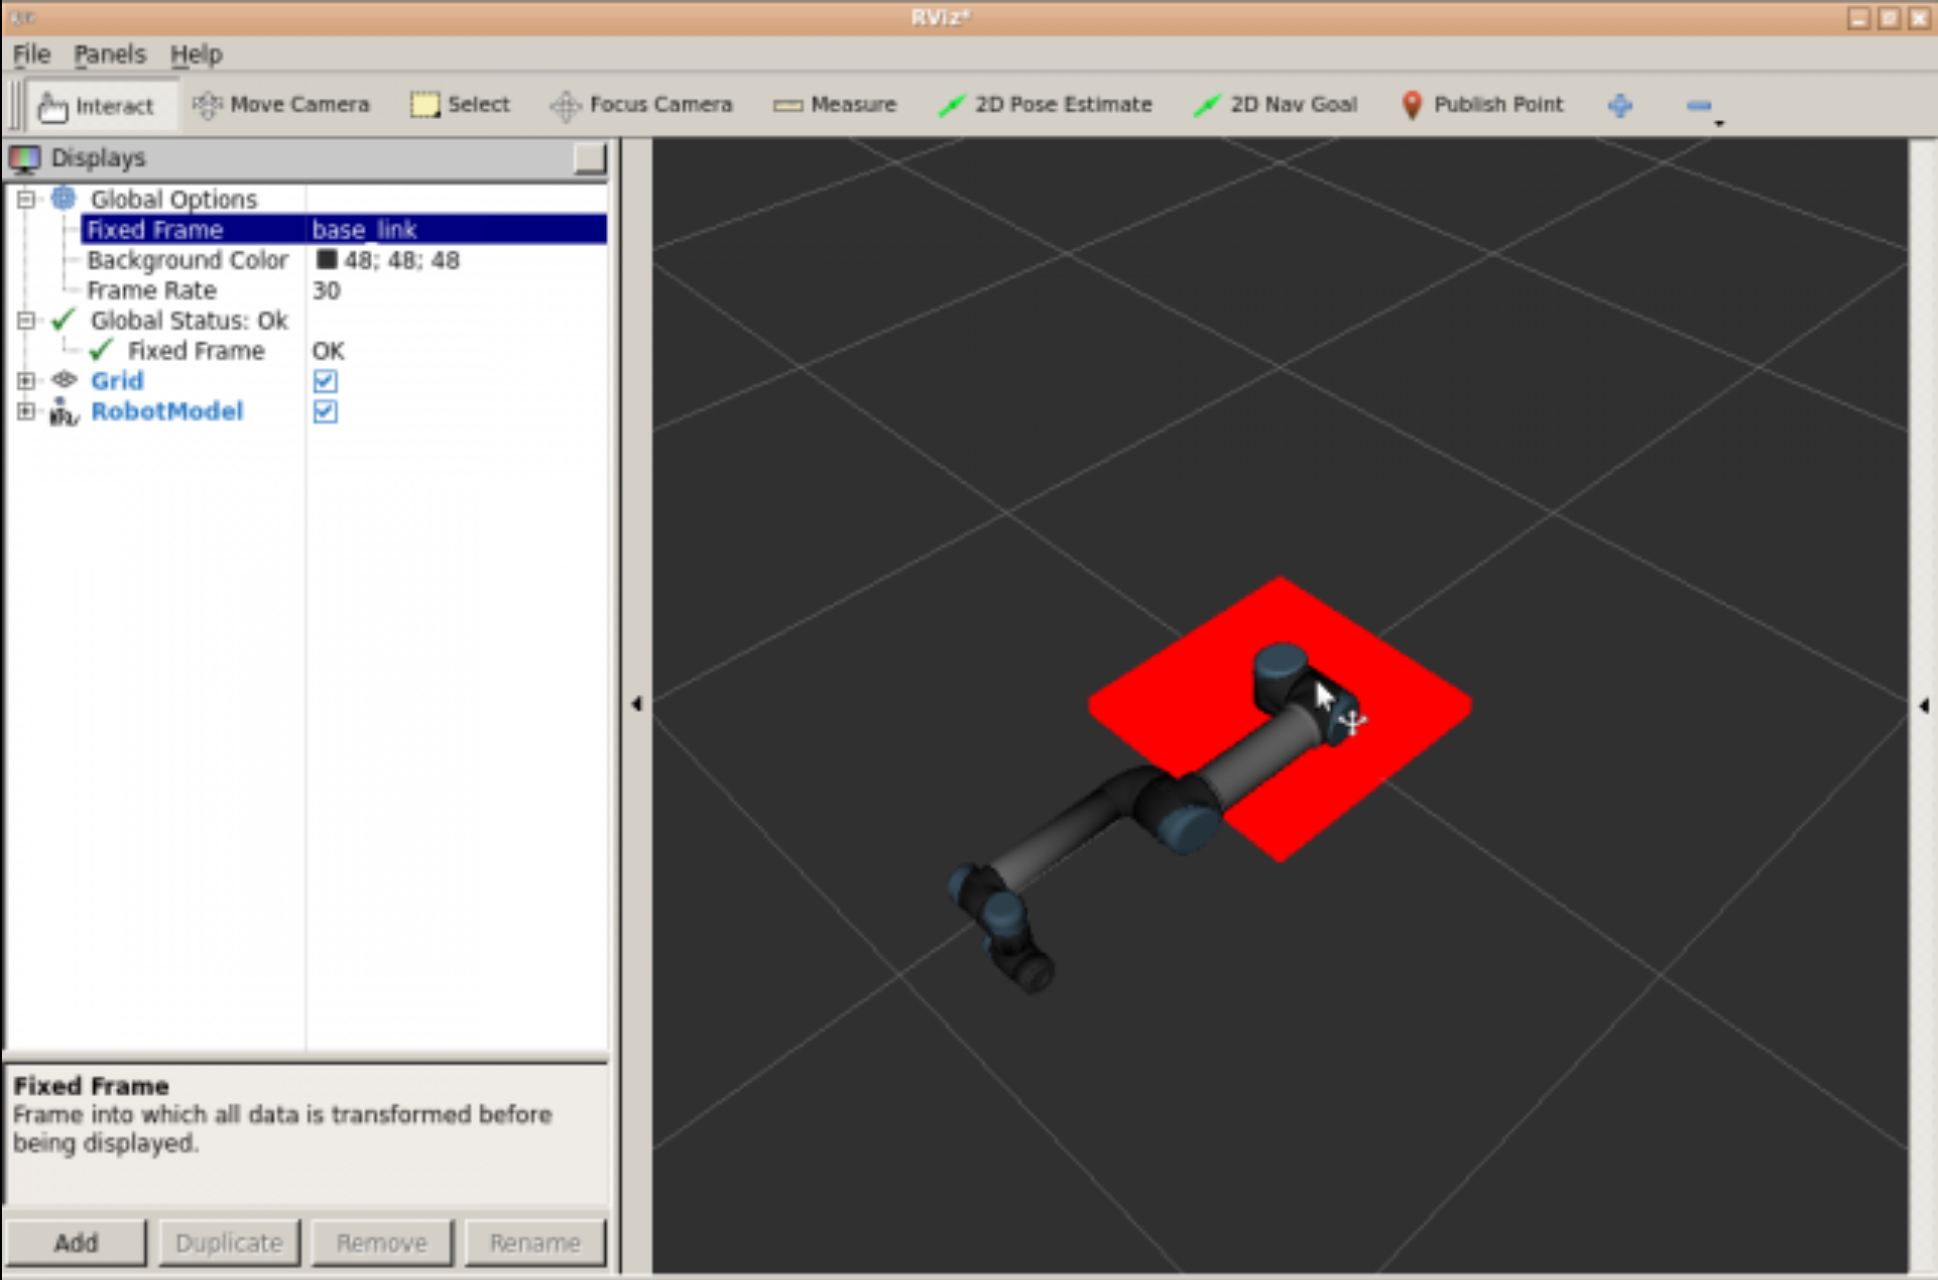 RViz*
File Panels Help
Interact Move Camera Select Focus Camera Measure 2D Pose Estimate 2D Nav Goal Publish Point
Displays
Global Options
Fixed Frame base_link
Background Color 48; 48; 48
Frame Rate 30
Global Status: Ok
Fixed Frame OK
Grid
RobotModel
Fixed Frame
Frame into which all data is transformed before
being displayed.
Add Duplicate Remove Rename